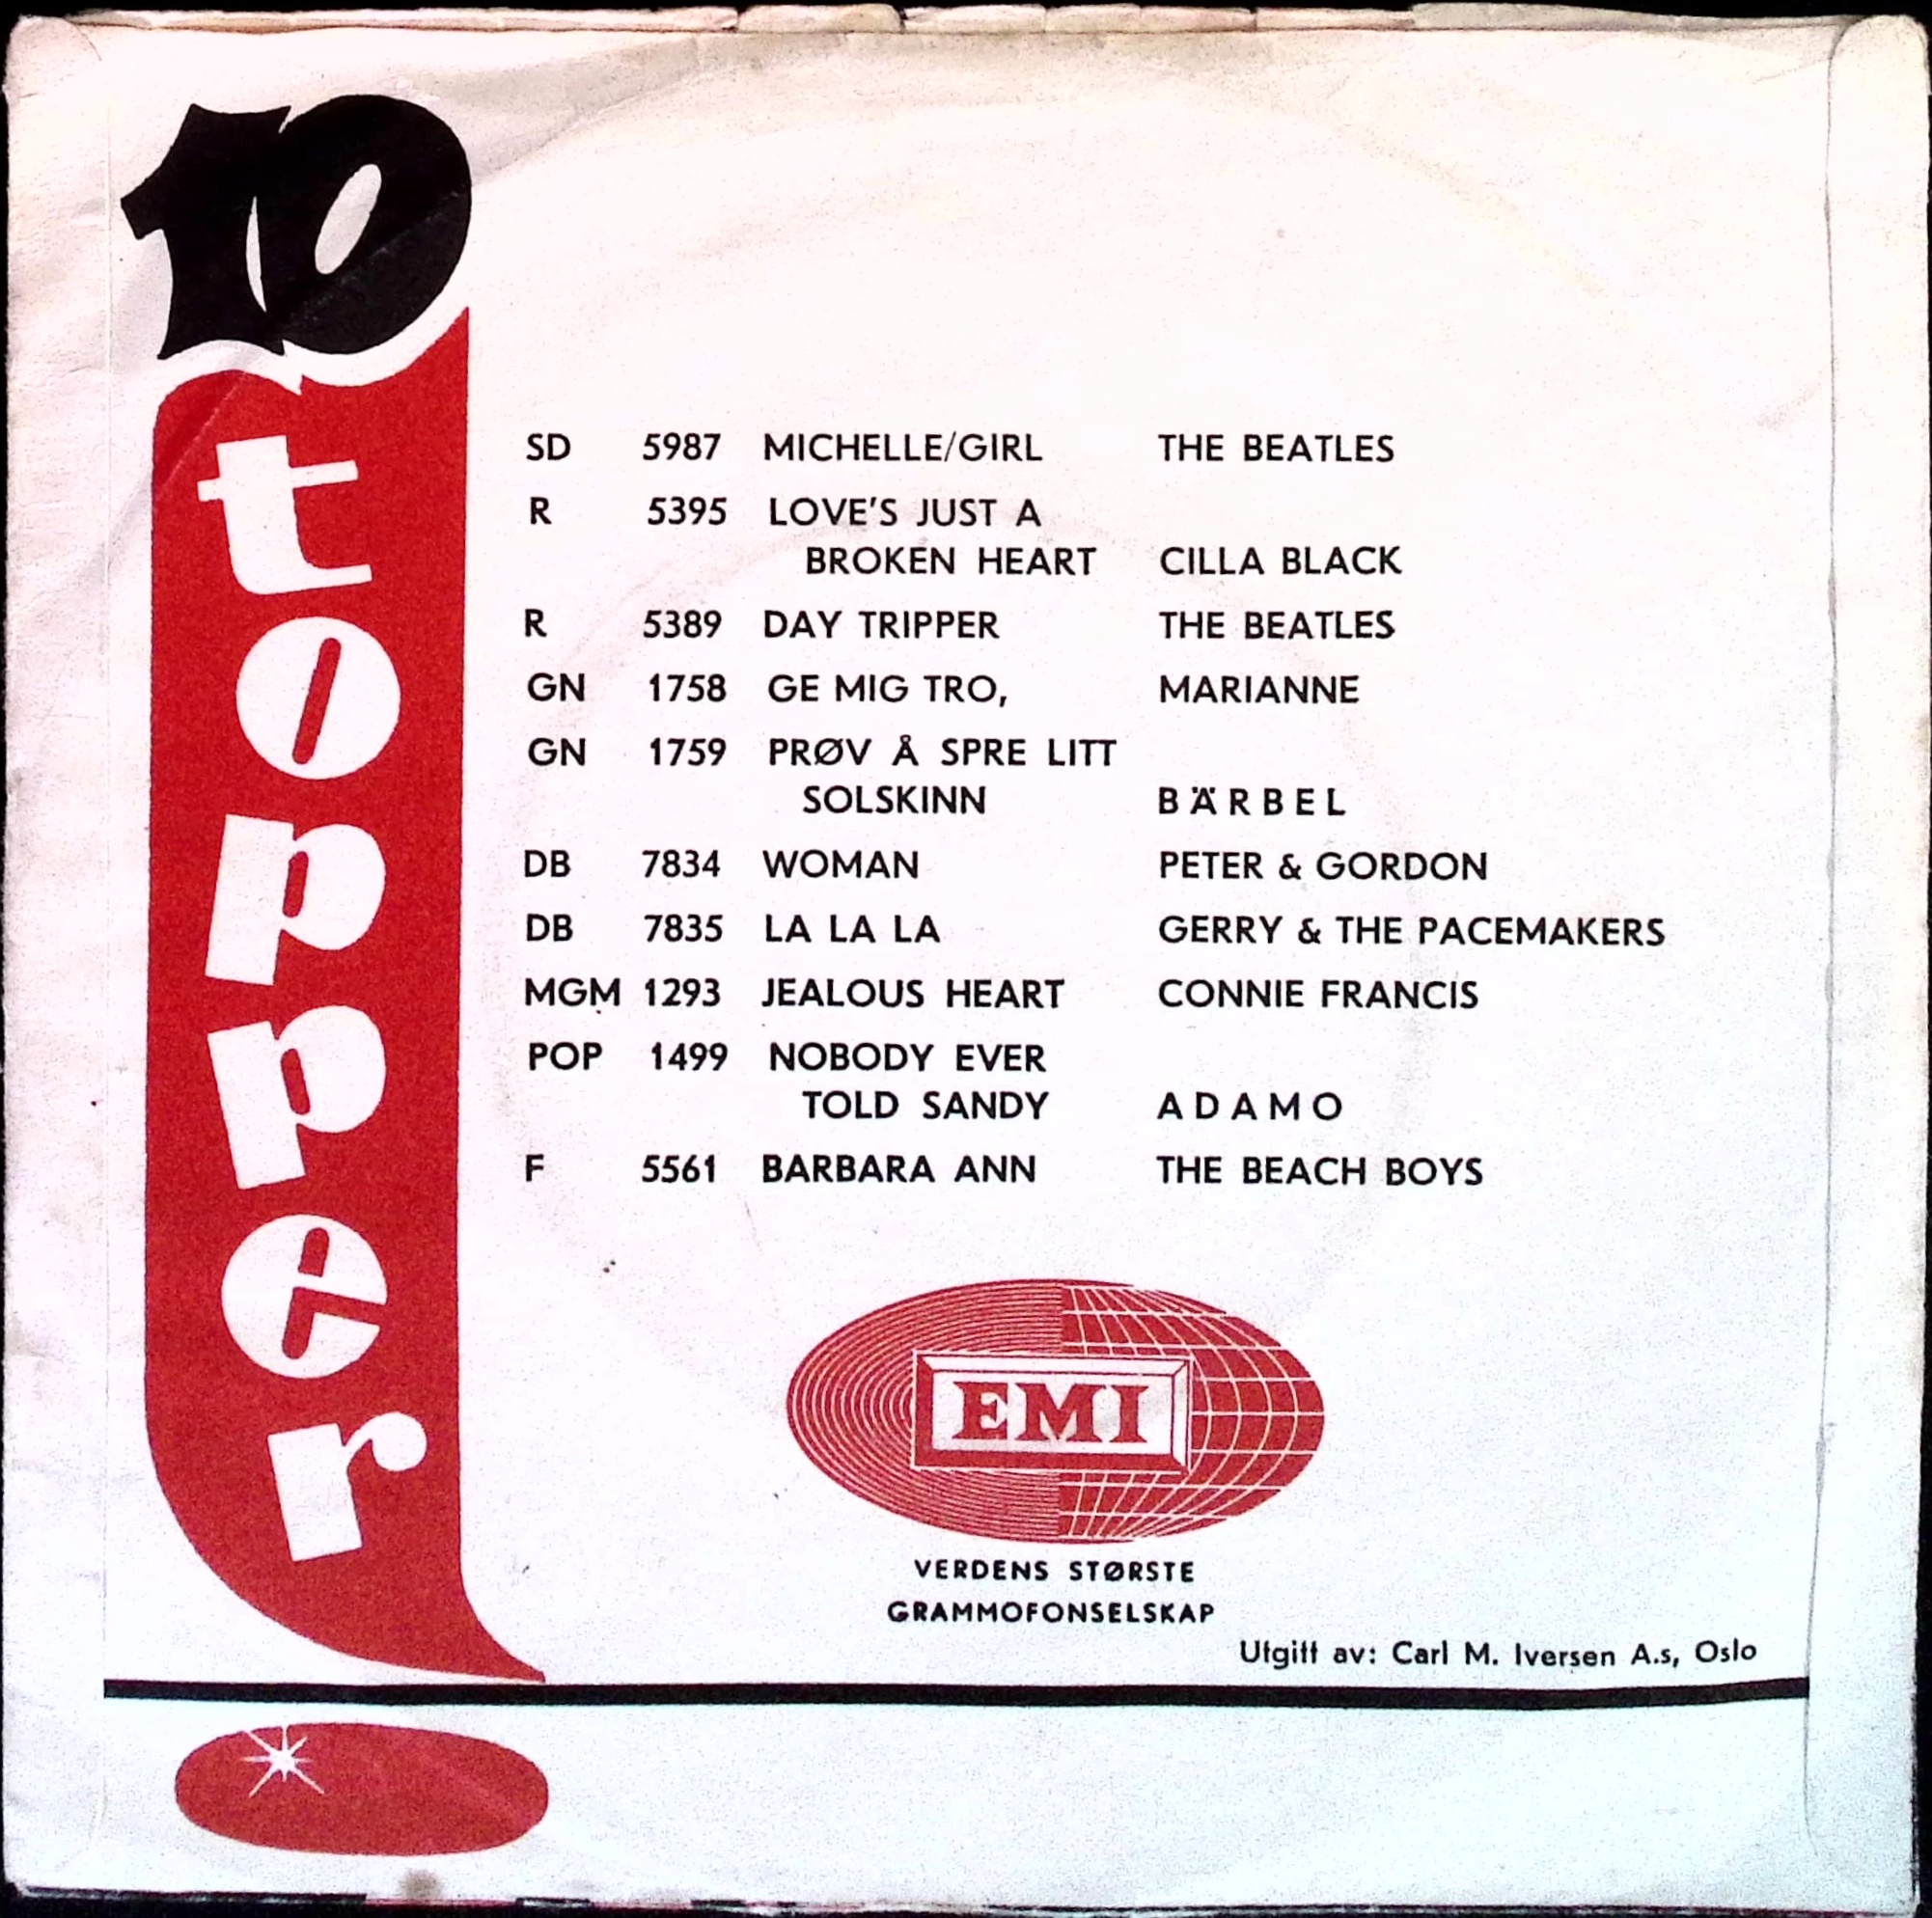 10
tøpper
SD 5987 MICHELLE/GIRL THE BEATLES
R 5395 LOVE'S JUST A
BROKEN HEART CILLA BLACK
R 5389 DAY TRIPPER THE BEATLES
GN 1758 GE MIG TRO, MARIANNE
GN 1759 PRØV Å SPRE LITT
SOLSKINN BÄRBEL
DB 7834 WOMAN PETER & GORDON
DB 7835 LA LA LA GERRY & THE PACEMAKERS
MGM 1293 JEALOUS HEART CONNIE FRANCIS
POP 1499 NOBODY EVER
TOLD SANDY ADAMO
F 5561 BARBARA ANN THE BEACH BOYS
EMI
VERDENS STØRSTE
GRAMMOFONSELSKAP
Utgitt av: Carl M. Iversen A.s, Oslo